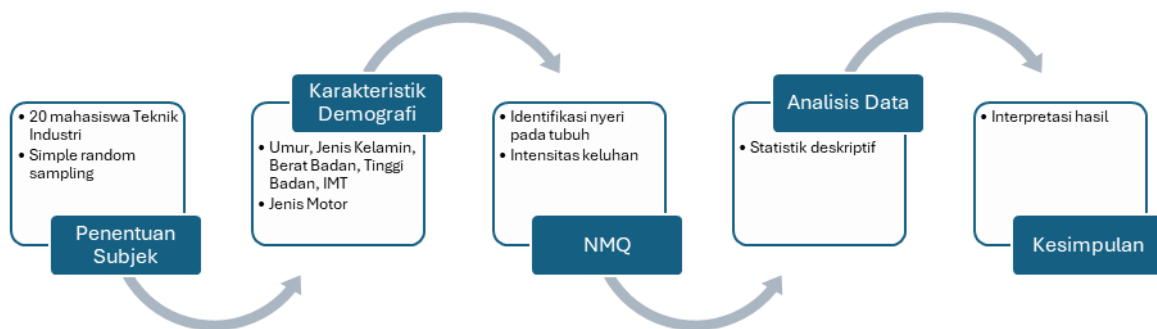 • 20 mahasiswa Teknik
Industri
• Simple random
sampling
Penentuan
Subjek
Karakteristik
Demografi
• Umur, Jenis Kelamin,
Berat Badan, Tinggi
Badan, IMT
• Jenis Motor
• Identifikasi nyeri
pada tubuh
• Intensitas keluhan
NMQ
Analisis Data
• Statistik deskriptif
• Interpretasi hasil
Kesimpulan